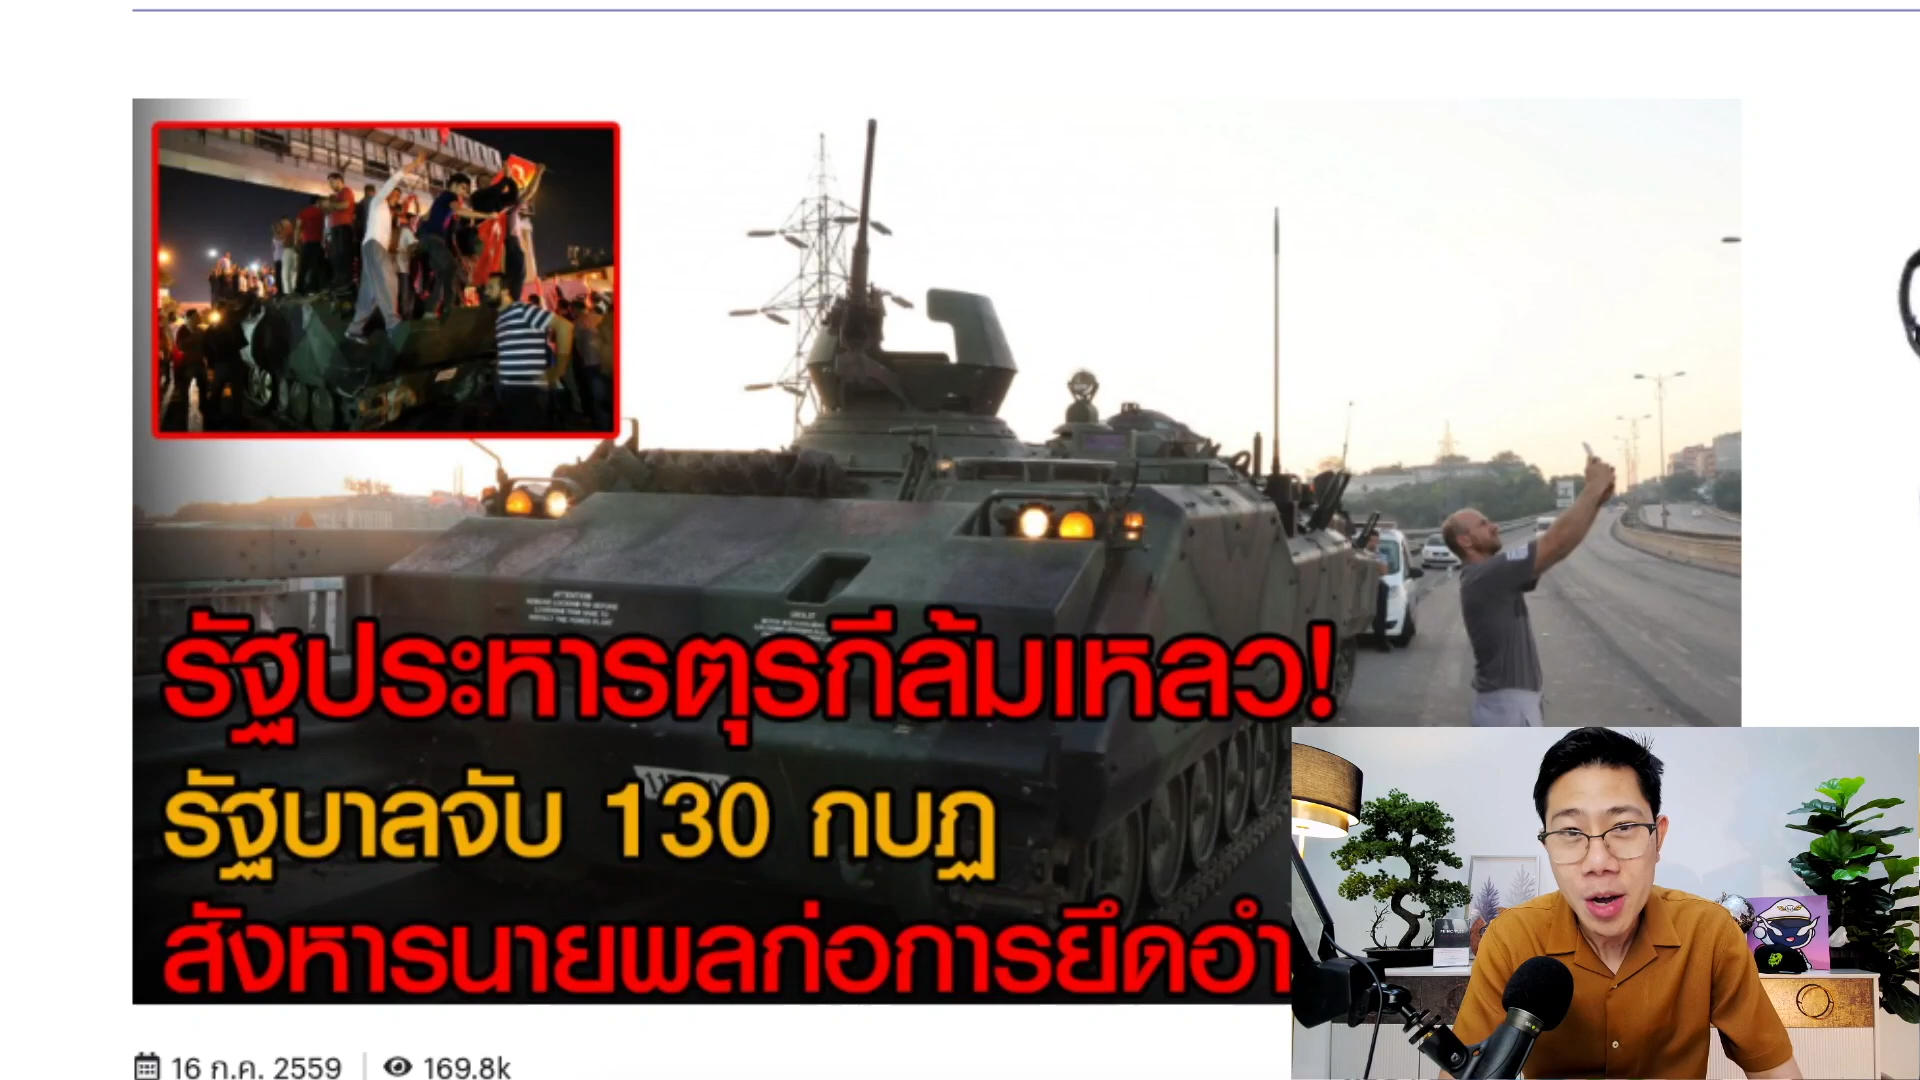 รัฐประหารตุรกีล้มเหลว!
รัฐบาลจับ 130 กบฏ
สังหารนายพลก่อการยึดอำ
16 ก.ค. 2559 169.8k